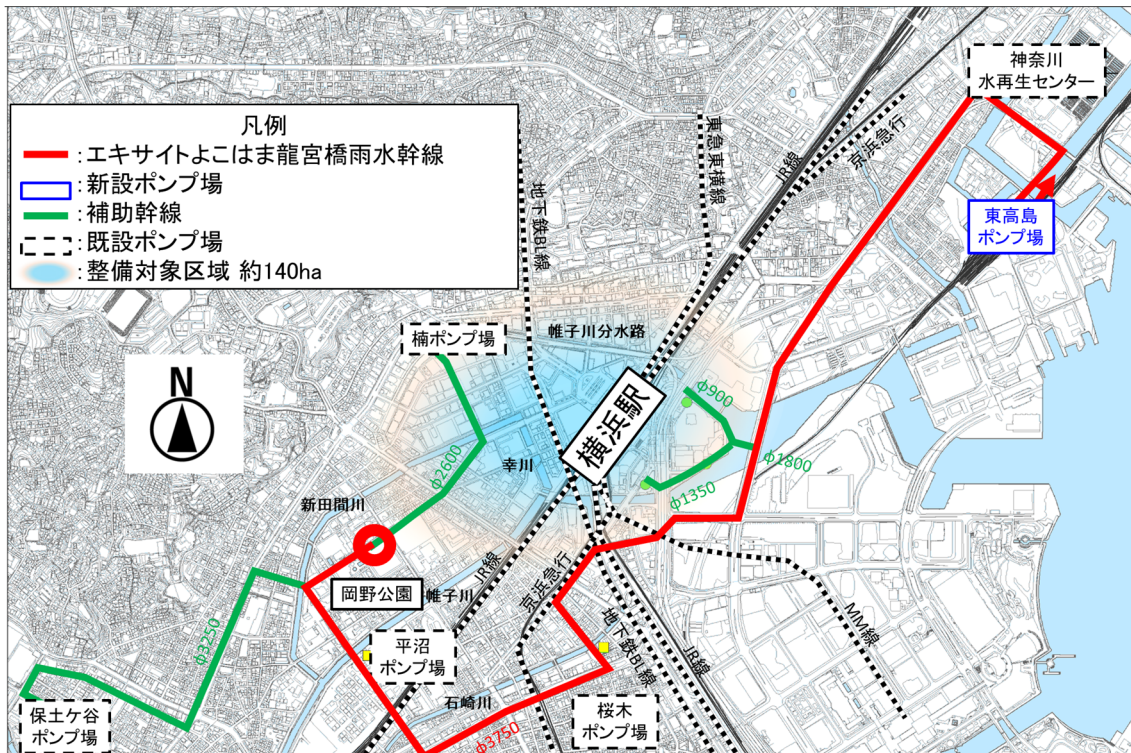 神奈川
水再生センター
凡例
:エキサイトよこはま龍宮橋雨水幹線
:新設ポンプ場
:補助幹線
:既設ポンプ場
:整備対象区域 約140ha
東急東横線
JR線
京浜急行
地下鉄BL線
東高島
ポンプ場
楠ポンプ場
帷子川分水路
N
横浜駅
φ900
φ1800
φ1350
φ2600
幸川
新田間川
岡野公園
帷子川
JR線
京浜急行
φ3250
平沼
ポンプ場
地下鉄BL線
JR線
MM線
石崎川
φ3750
桜木
ポンプ場
保土ケ谷
ポンプ場